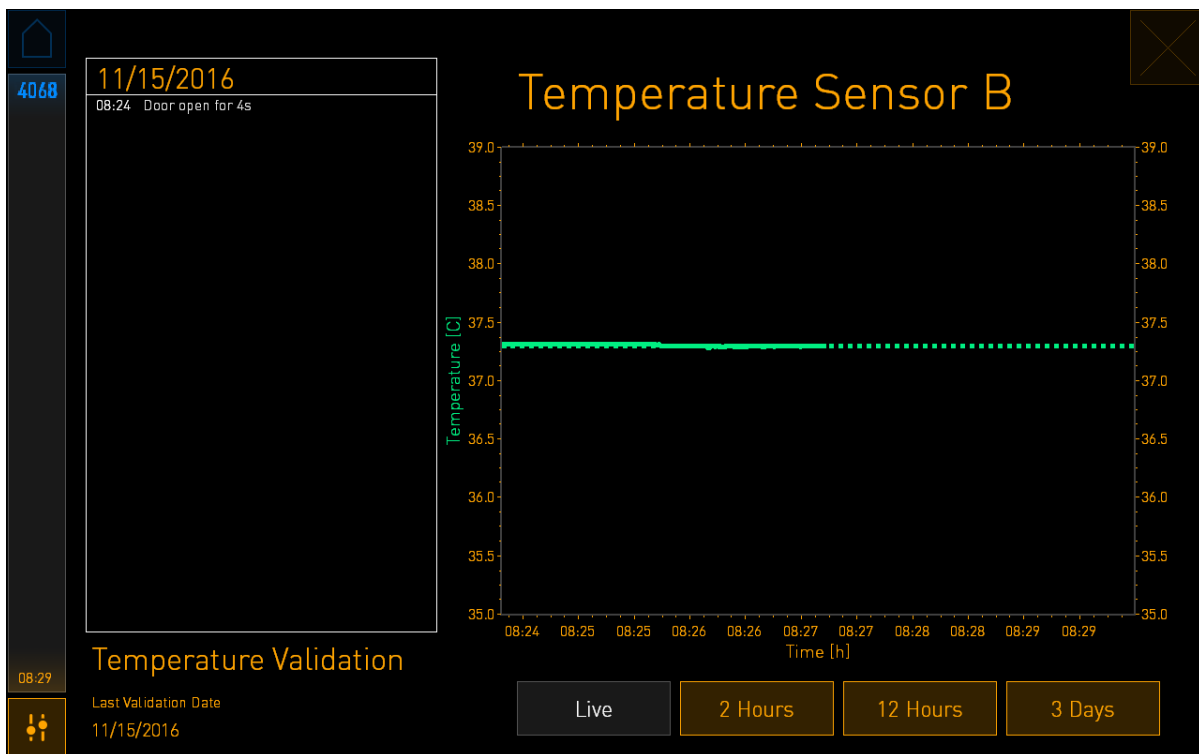 4068
08:29
11/15/2016
08:24 Door open for 4s
Temperature Validation
Last Validation Date
11/15/2016
Temperature Sensor B
Temperature [C]
39.0 39.0
38.5 38.5
38.0 38.0
37.5 37.5
37.0 37.0
36.5 36.5
36.0 36.0
35.5 35.5
35.0 35.0
08:24 08:25 08:25 08:26 08:26 08:27 08:27 08:28 08:28 08:29 08:29
Time [h]
Live 2 Hours 12 Hours 3 Days